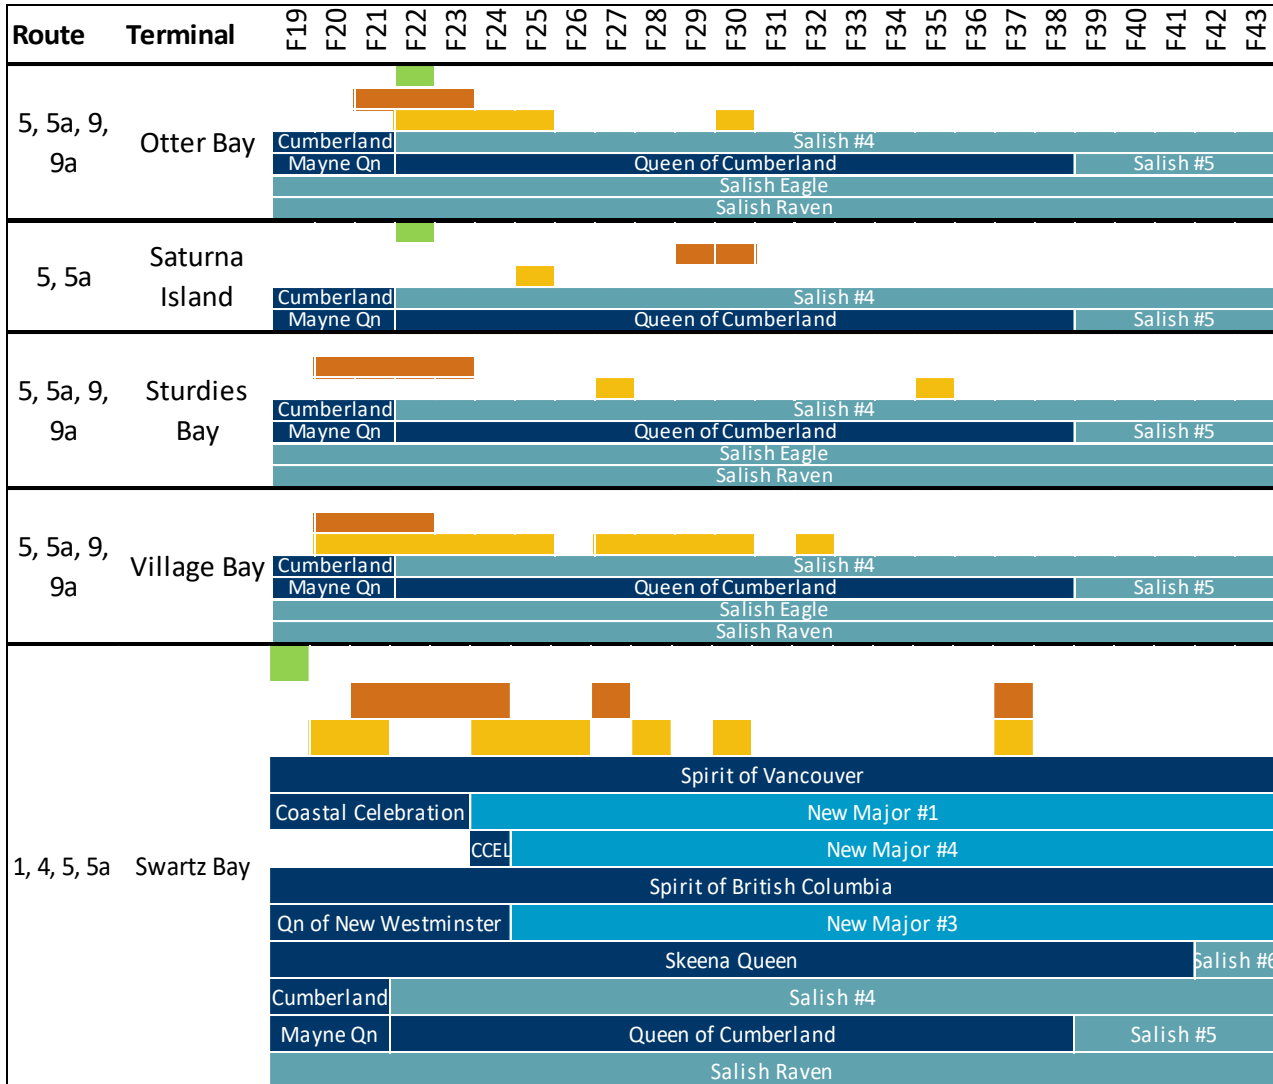 Route Terminal F19 F20 F21 F22 F23 F24 F25 F26 F27 F28 F29 F30 F31 F32 F33 F34 F35 F36 F37 F38 F39 F40 F41 F42 F43
5, 5a, 9,
9a
Otter Bay
Cumberland Salish #4
Mayne Qn Queen of Cumberland Salish #5
Salish Eagle
Salish Raven
5, 5a
Saturna
Island
Cumberland Salish #4
Mayne Qn Queen of Cumberland Salish #5
5, 5a, 9,
9a
Sturdies
Bay
Cumberland Salish #4
Mayne Qn Queen of Cumberland Salish #5
Salish Eagle
Salish Raven
5, 5a, 9,
9a
Village Bay
Cumberland Salish #4
Mayne Qn Queen of Cumberland Salish #5
Salish Eagle
Salish Raven
1, 4, 5, 5a Swartz Bay
Spirit of Vancouver
Coastal Celebration New Major #1
CCEL New Major #4
Spirit of British Columbia
Qn of New Westminster New Major #3
Skeena Queen Salish #6
Cumberland Salish #4
Mayne Qn Queen of Cumberland Salish #5
Salish Raven